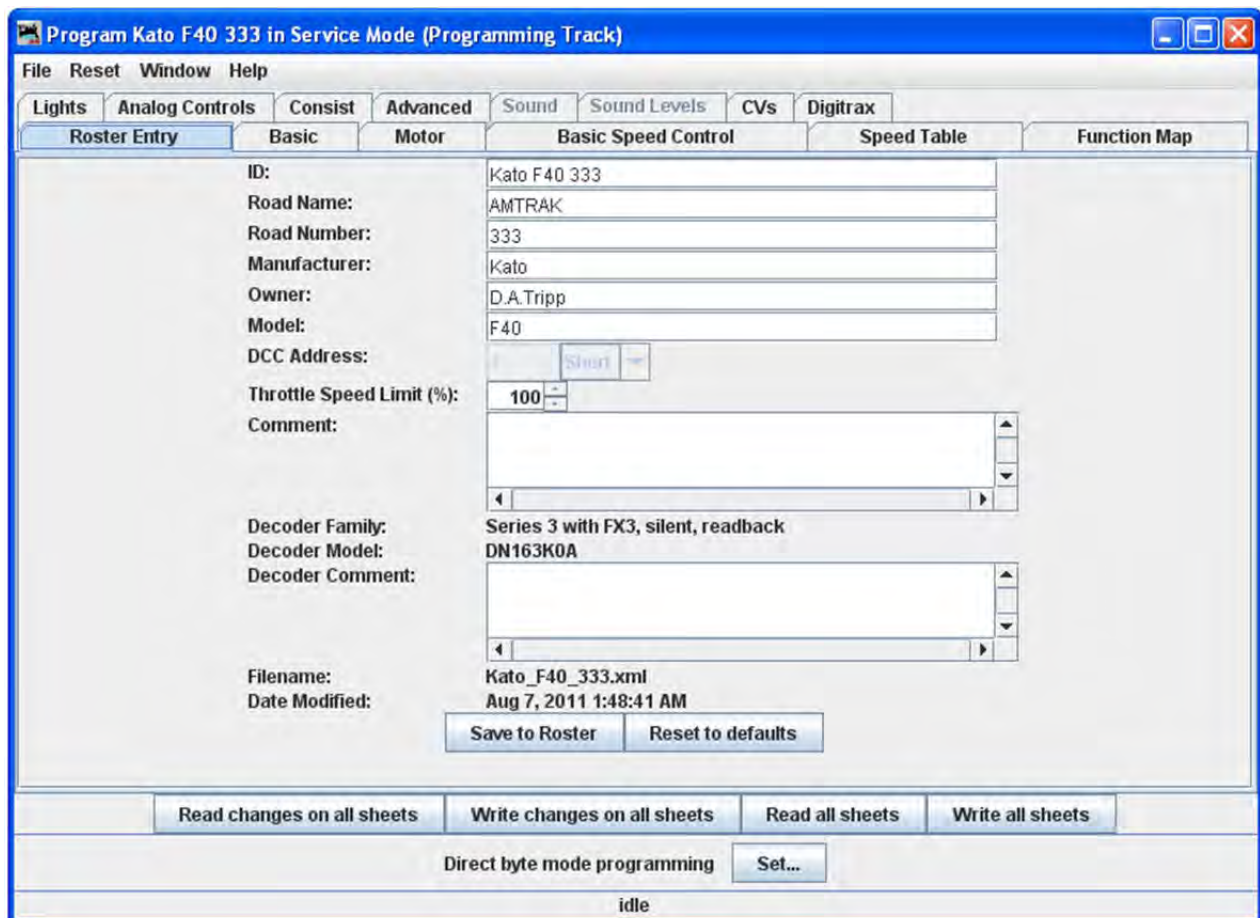 Program Kato F40 333 in Service Mode (Programming Track)
File Reset Window Help
Lights Analog Controls Consist Advanced Sound Sound Levels CVs Digitrax
Roster Entry Basic Motor Basic Speed Control Speed Table Function Map
ID: Kato F40 333
Road Name: AMTRAK
Road Number: 333
Manufacturer: Kato
Owner: D.A.Tripp
Model: F40
DCC Address: Short
Throttle Speed Limit (%): 100
Comment:
Decoder Family: Series 3 with FX3, silent, readback
Decoder Model: DN163K0A
Decoder Comment:
Filename: Kato_F40_333.xml
Date Modified: Aug 7, 2011 1:48:41 AM
Save to Roster Reset to defaults
Read changes on all sheets Write changes on all sheets Read all sheets Write all sheets
Direct byte mode programming Set...
idle